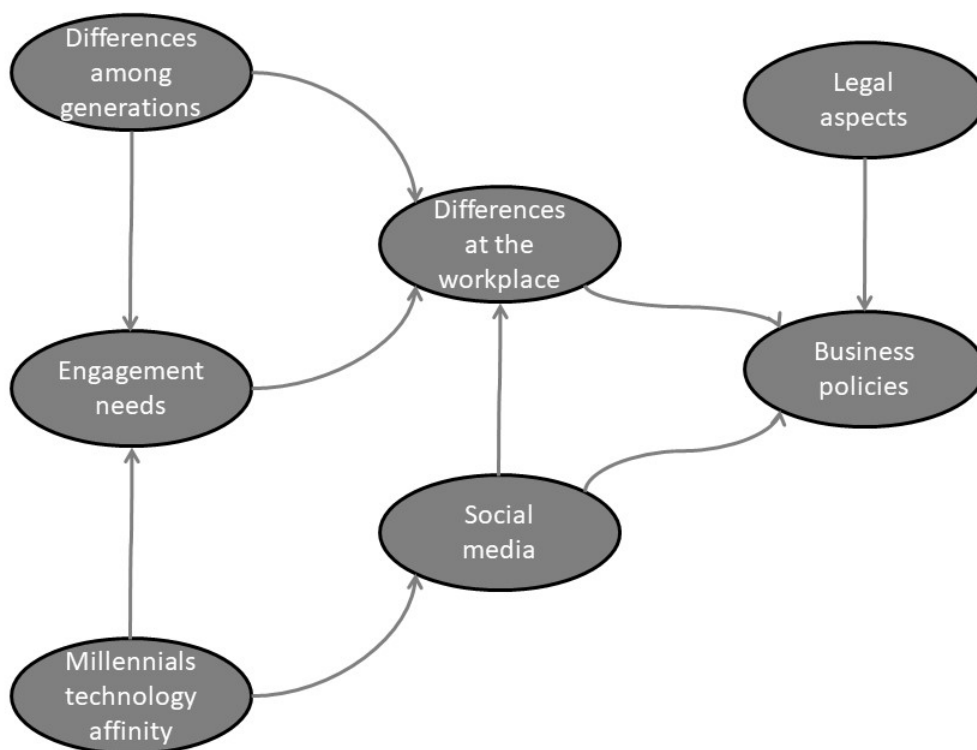 Differences
among
generations
Legal
aspects
Differences
at the
workplace
Engagement
needs
Business
policies
Social
media
Millennials
technology
affinity